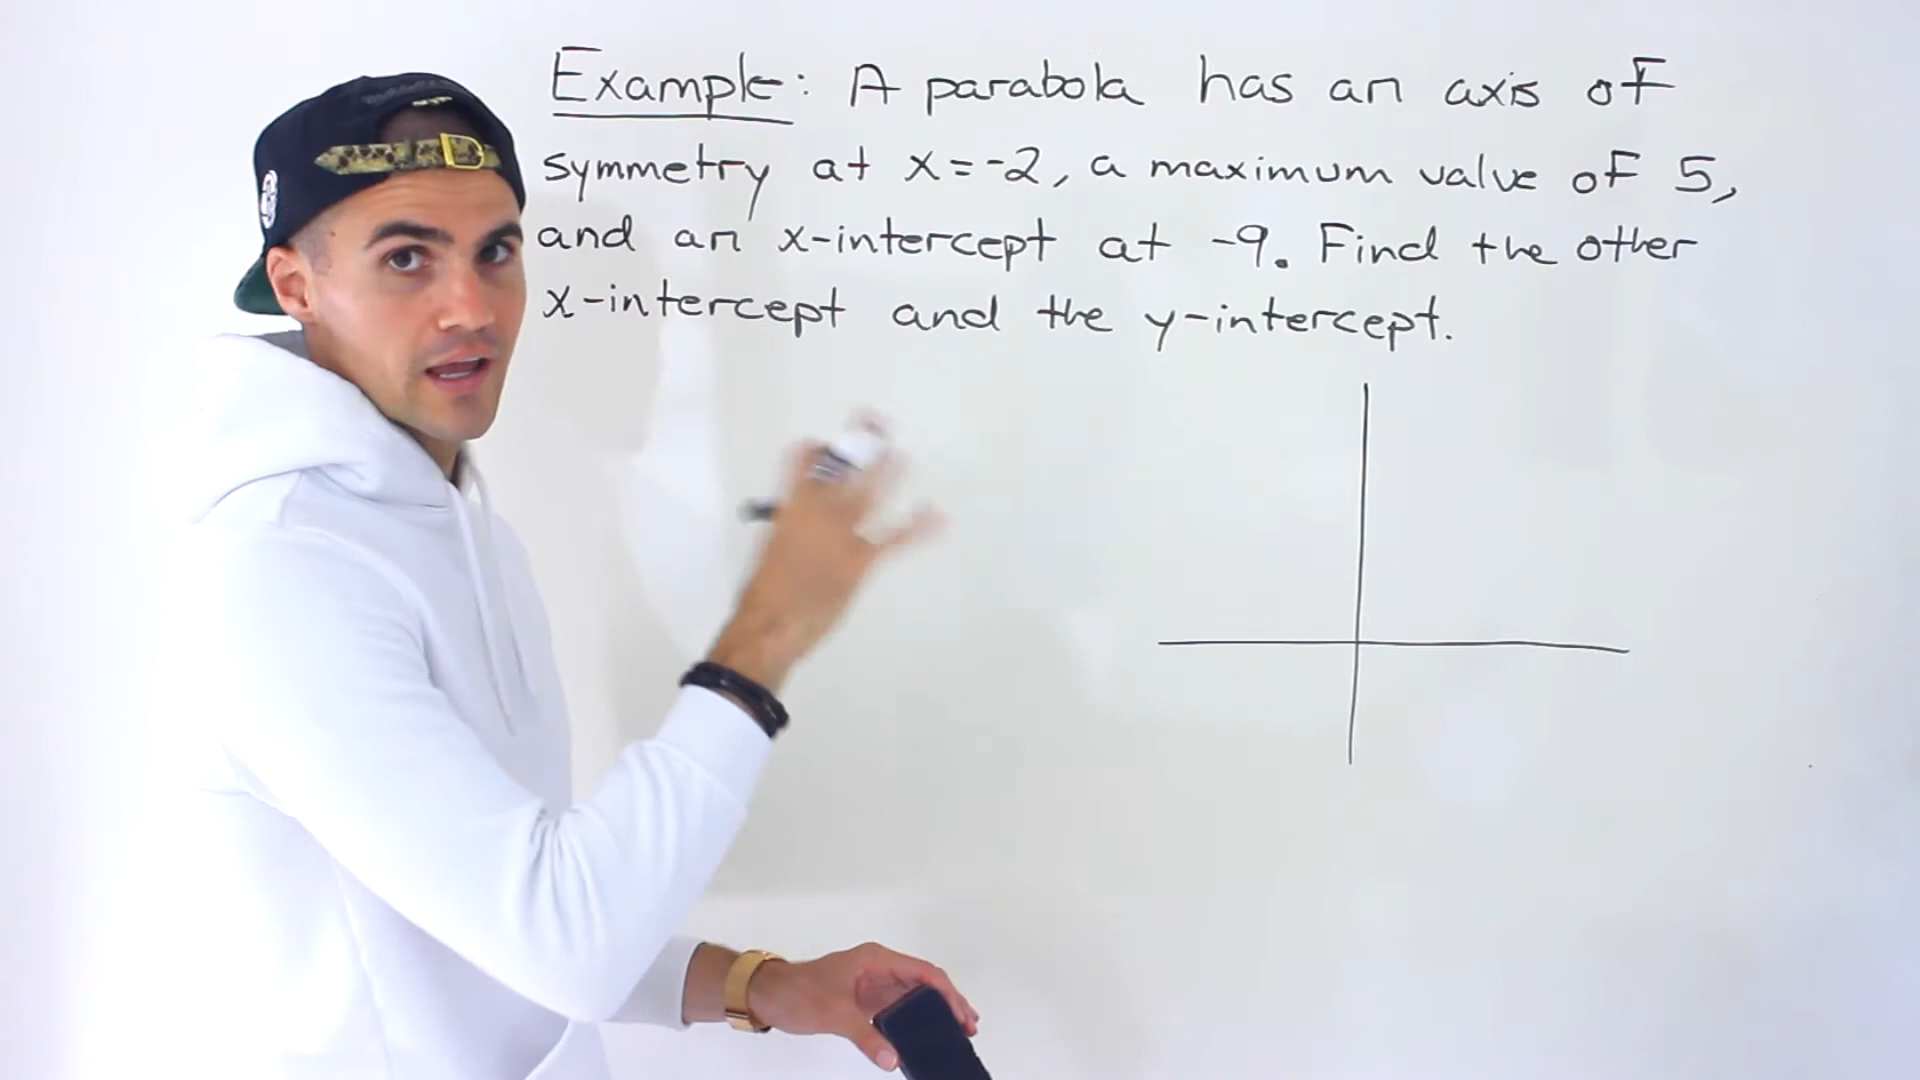 Example: A parabola has an axis of
symmetry at x=-2, a maximum value of 5,
and an x-intercept at -9. Find the other
x-intercept and the y-intercept.